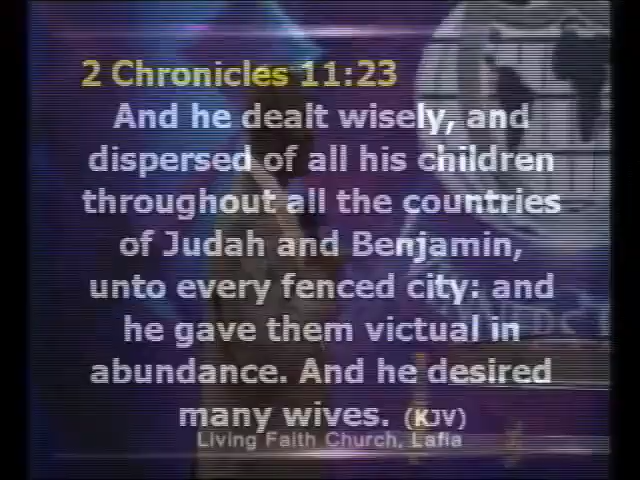 2 Chronicles 11:23
And he dealt wisely, and
dispersed of all his children
throughout all the countries
of Judah and Benjamin,
unto every fenced city: and
he gave them victual in
abundance. And he desired
many wives. (KJV)
Living Faith Church, Lafia